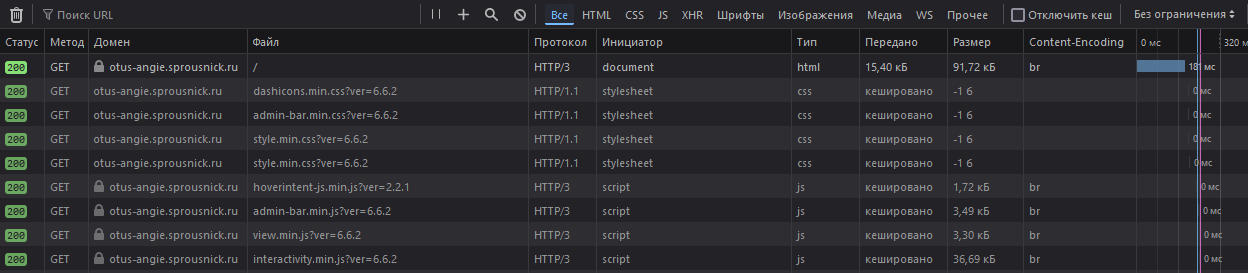 Поиск URL Все HTML CSS JS XHR Шрифты Изображения Медиа WS Прочее Отключить кеш Без ограничения
Статус Метод Домен Файл Протокол Инициатор Тип Передано Размер Content-Encoding 0 мс 320 мс
200 GET otus-angie.sprousnick.ru / HTTP/3 document html 15,40 кБ 91,72 кБ br 181 мс
200 GET otus-angie.sprousnick.ru dashicons.min.css?ver=6.6.2 HTTP/1.1 stylesheet css кешировано -1 б 0 мс
200 GET otus-angie.sprousnick.ru admin-bar.min.css?ver=6.6.2 HTTP/1.1 stylesheet css кешировано -1 б 0 мс
200 GET otus-angie.sprousnick.ru style.min.css?ver=6.6.2 HTTP/1.1 stylesheet css кешировано -1 б 0 мс
200 GET otus-angie.sprousnick.ru style.min.css?ver=6.6.2 HTTP/1.1 stylesheet css кешировано -1 б 0 мс
200 GET otus-angie.sprousnick.ru hoverintent-js.min.js?ver=2.2.1 HTTP/3 script js кешировано 1,72 кБ br 0 мс
200 GET otus-angie.sprousnick.ru admin-bar.min.js?ver=6.6.2 HTTP/3 script js кешировано 3,49 кБ br 0 мс
200 GET otus-angie.sprousnick.ru view.min.js?ver=6.6.2 HTTP/3 script js кешировано 3,30 кБ br 0 мс
200 GET otus-angie.sprousnick.ru interactivity.min.js?ver=6.6.2 HTTP/3 script js кешировано 36,69 кБ br 0 мс